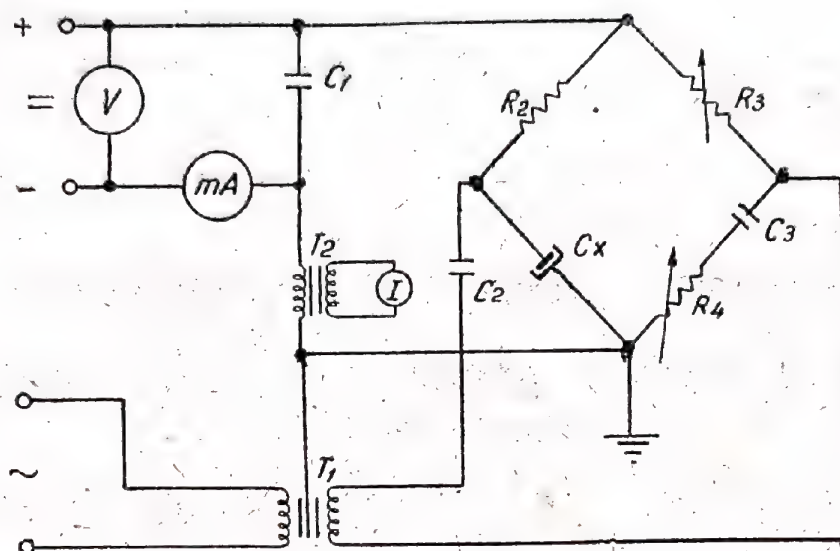 +
=
V
C1
R2
R3
-
mA
T2
I
C2
Cx
C3
R4
~
T1